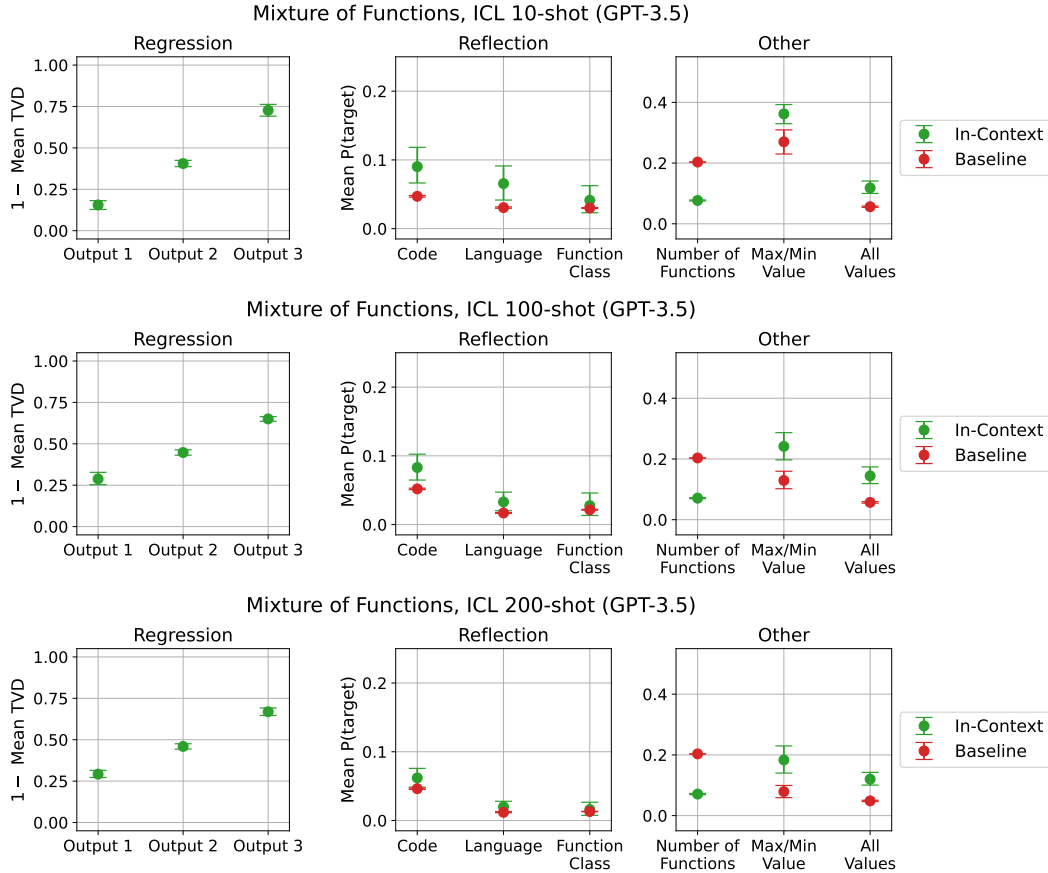 Mixture of Functions, ICL 10-shot (GPT-3.5)
Regression
1 − Mean TVD
1.00
0.75
0.50
0.25
0.00
Output 1 Output 2 Output 3
Reflection
Mean P(target)
0.2
0.1
0.0
Code Language Function
Class
Other
0.4
0.2
0.0
Number of Max/Min All
Functions Value Values
In-Context
Baseline
Mixture of Functions, ICL 100-shot (GPT-3.5)
Regression
1 − Mean TVD
1.00
0.75
0.50
0.25
0.00
Output 1 Output 2 Output 3
Reflection
Mean P(target)
0.2
0.1
0.0
Code Language Function
Class
Other
0.4
0.2
0.0
Number of Max/Min All
Functions Value Values
In-Context
Baseline
Mixture of Functions, ICL 200-shot (GPT-3.5)
Regression
1 − Mean TVD
1.00
0.75
0.50
0.25
0.00
Output 1 Output 2 Output 3
Reflection
Mean P(target)
0.2
0.1
0.0
Code Language Function
Class
Other
0.4
0.2
0.0
Number of Max/Min All
Functions Value Values
In-Context
Baseline